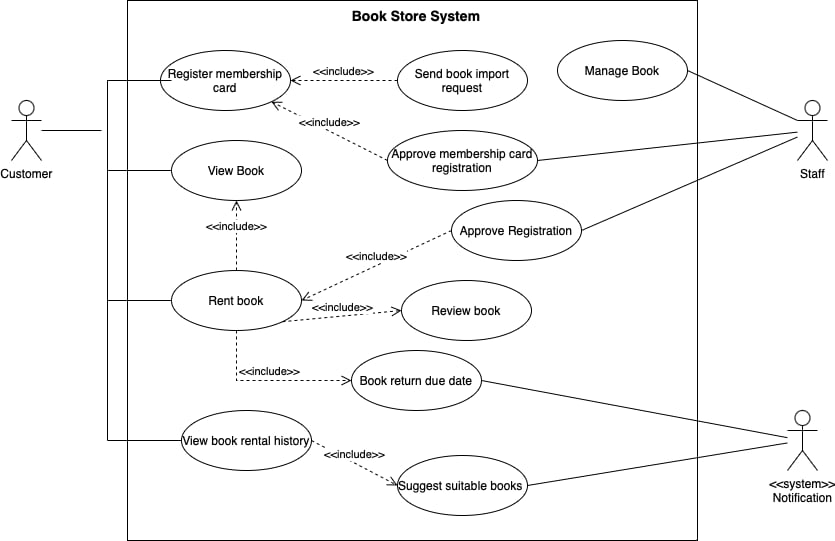 Book Store System
Register membership
card
<<include>>
Send book import
request
Manage Book
<<include>>
Approve membership card
registration
Customer
View Book
Staff
<<include>>
Approve Registration
<<include>>
Rent book
<<include>>
Review book
<<include>>
Book return due date
View book rental history
<<include>>
Suggest suitable books
<<system>>
Notification